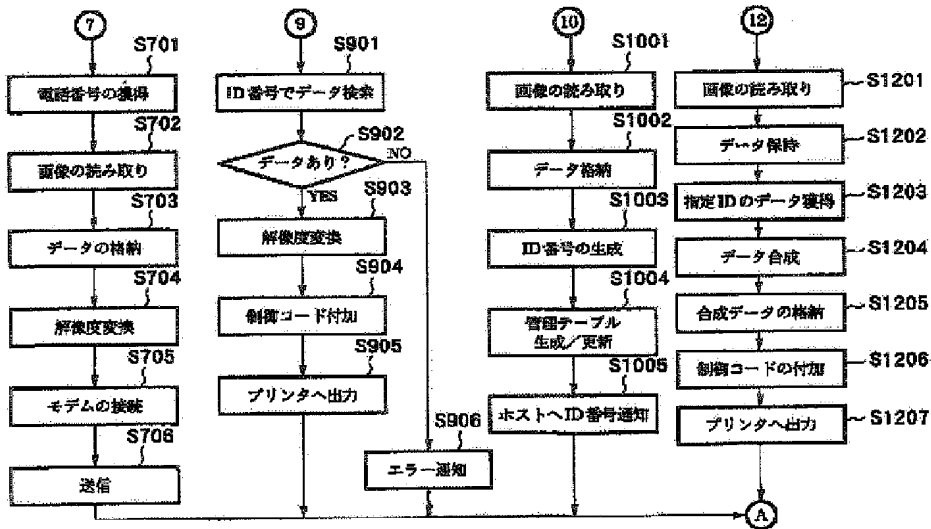 7
S701
電話番号の獲得
S702
画像の読み取り
S703
データの格納
S704
解像度変換
S705
モデムの接続
S706
送信
9
S901
ID番号でデータ検索
S902
データあり?
NO
YES
S903
解像度変換
S904
制御コード付加
S905
プリンタへ出力
S906
エラー通知
10
S1001
画像の読み取り
S1002
データ格納
S1003
ID番号の生成
S1004
管理テーブル
生成/更新
S1005
ホストへID番号通知
12
画像の読み取り
S1201
データ保持
S1202
指定IDのデータ獲得
S1203
データ合成
S1204
合成データの格納
S1205
制御コードの付加
S1206
プリンタへ出力
S1207
A